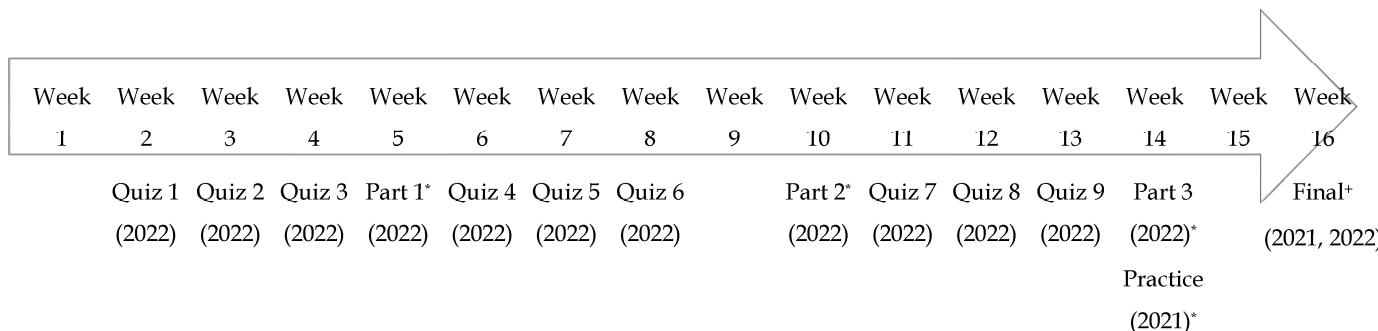 Week Week Week Week Week Week Week Week Week Week Week Week Week Week Week Week
1 2 3 4 5 6 7 8 9 10 11 12 13 14 15 16
Quiz 1 Quiz 2 Quiz 3 Part 1* Quiz 4 Quiz 5 Quiz 6 Part 2* Quiz 7 Quiz 8 Quiz 9 Part 3 Final+
(2022) (2022) (2022) (2022) (2022) (2022) (2022) (2022) (2022) (2022) (2022) (2022)* (2021, 2022)
Practice
(2021)*